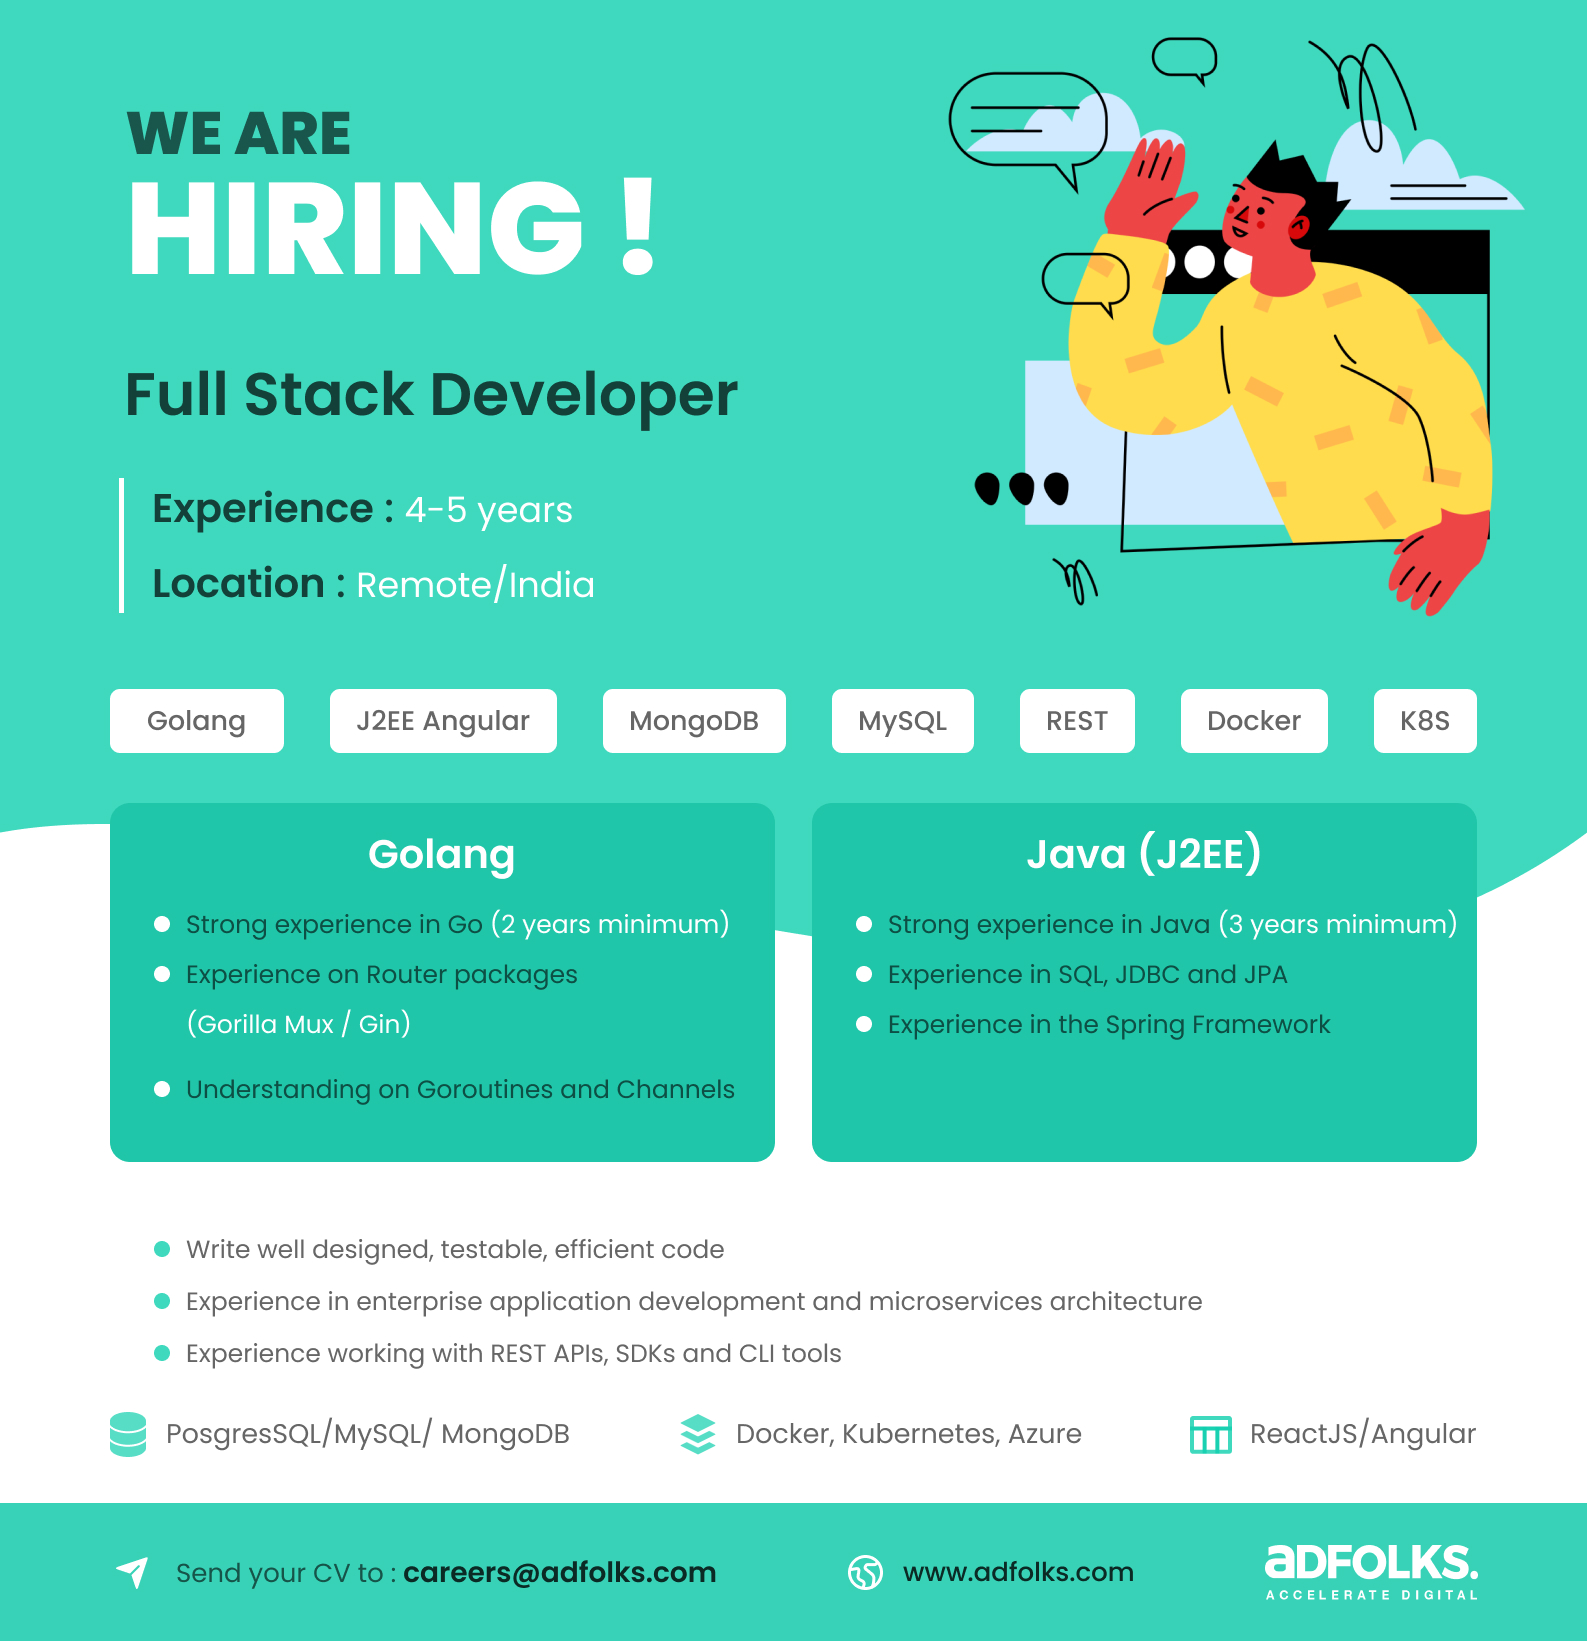 WE ARE
HIRING !
Full Stack Developer
Experience : 4-5 years
Location : Remote/India
Golang
J2EE Angular
MongoDB
MySQL
REST
Docker
K8S
Golang
Strong experience in Go (2 years minimum)
Experience on Router packages
(Gorilla Mux / Gin)
Understanding on Goroutines and Channels
Java (J2EE)
Strong experience in Java (3 years minimum)
Experience in SQL, JDBC and JPA
Experience in the Spring Framework
Write well designed, testable, efficient code
Experience in enterprise application development and microservices architecture
Experience working with REST APIs, SDKs and CLI tools
PosgresSQL/MySQL/ MongoDB
Docker, Kubernetes, Azure
ReactJS/Angular
Send your CV to : careers@adfolks.com
www.adfolks.com
aDFOLKS.
ACCELERATE DIGITAL